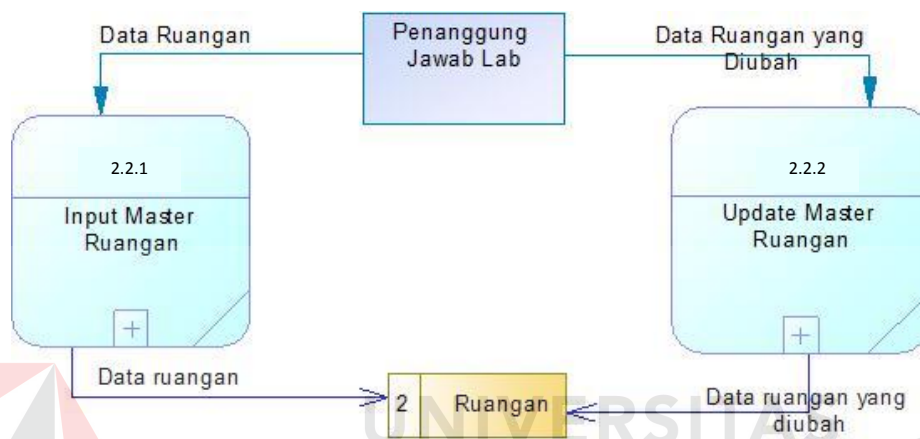 Data Ruangan
Penanggung
Jawab Lab
Data Ruangan yang
Diubah
2.2.1
Input Master
Ruangan
2.2.2
Update Master
Ruangan
Data ruangan
2
Ruangan
Data ruangan yang
diubah
UNIVERSITAS